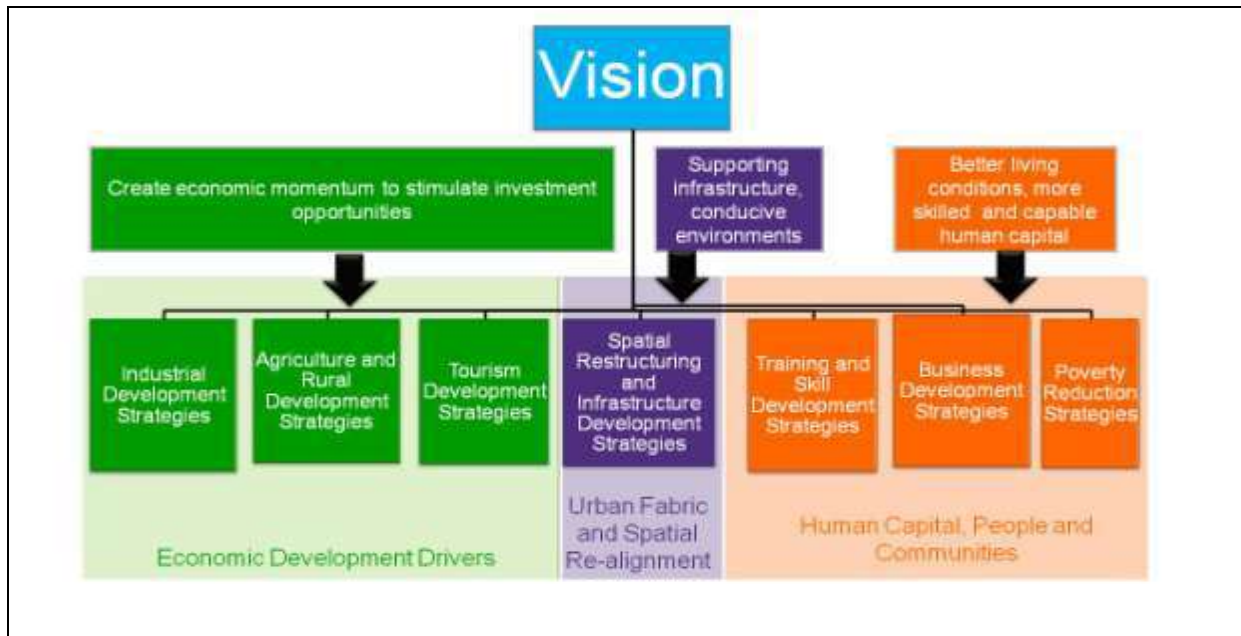 Vision
Create economic momentum to stimulate investment
opportunities
Supporting
infrastructure,
conducive
environments
Better living
conditions, more
skilled and capable
human capital
Industrial
Development
Strategies
Agriculture and
Rural
Development
Strategies
Tourism
Development
Strategies
Spatial
Restructuring
and
Infrastructure
Development
Strategies
Training and
Skill
Development
Strategies
Business
Development
Strategies
Poverty
Reduction
Strategies
Economic Development Drivers
Urban Fabric
and Spatial
Re-alignment
Human Capital, People and
Communities